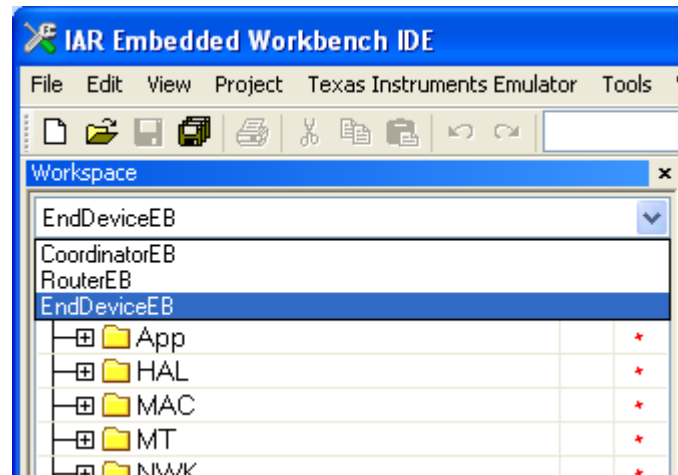 IAR Embedded Workbench IDE
File Edit View Project Texas Instruments Emulator Tools
Workspace
EndDeviceEB
CoordinatorEB
RouterEB
EndDeviceEB
App
HAL
MAC
MT
NWK